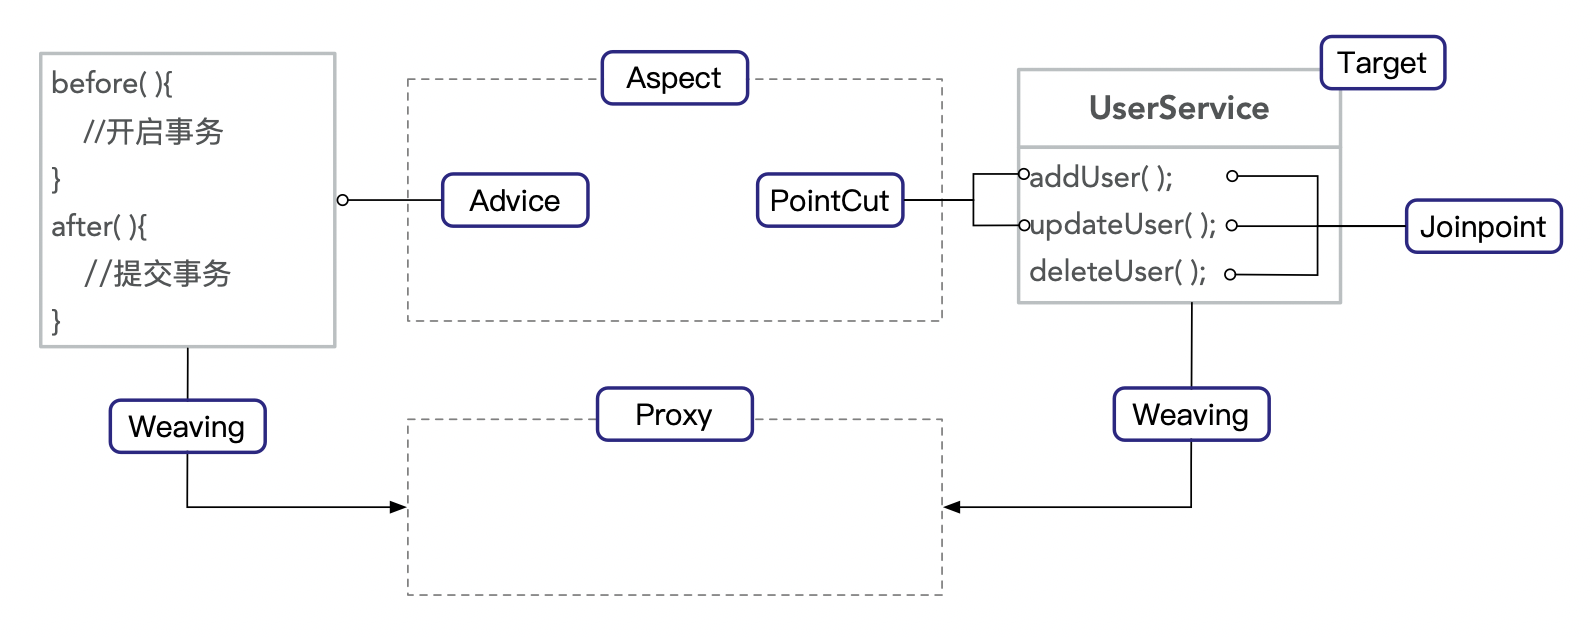 before( ){
//开启事务
}
after( ){
//提交事务
}
Aspect
Advice
PointCut
Target
UserService
addUser( );
updateUser( );
deleteUser( );
Joinpoint
Weaving
Proxy
Weaving